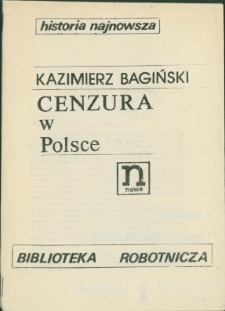 historia najnowsza
KAZIMIERZ BAGIŃSKI
CENZURA
w
Polsce
n
nowa
BIBLIOTEKA ROBOTNICZA